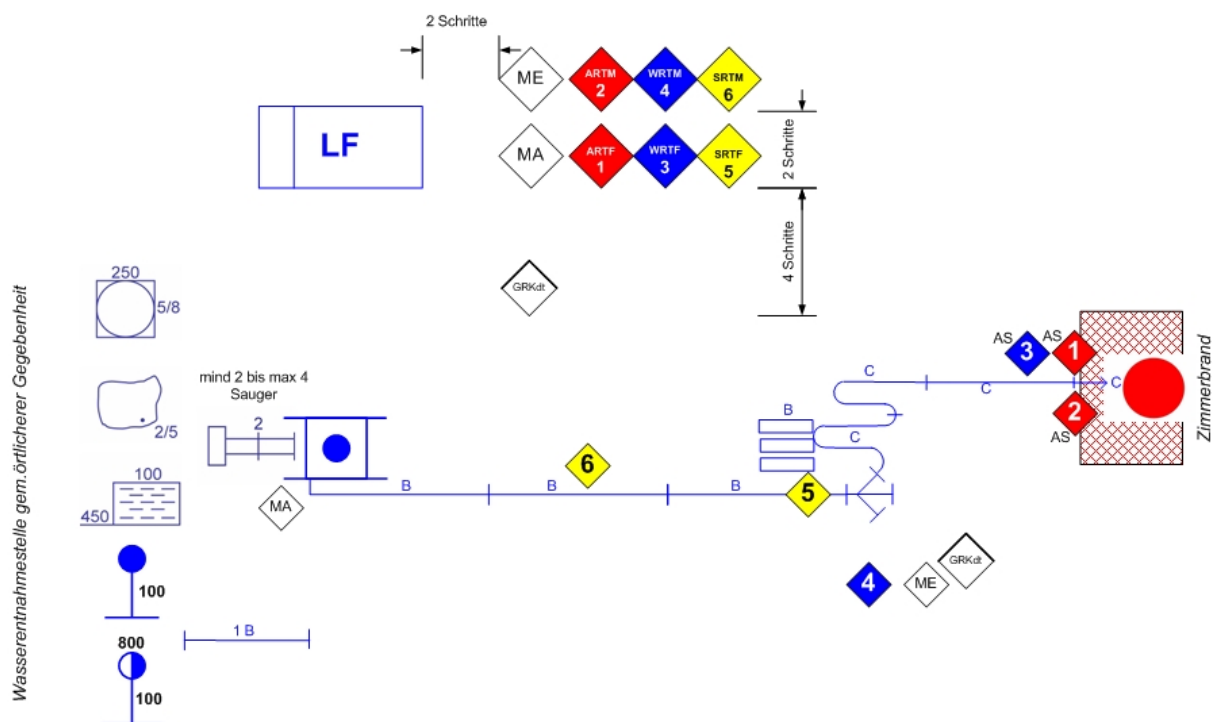 2 Schritte
ME
ARTM
2
WRTM
4
SRTM
6
LF
MA
ARTF
1
WRTF
3
SRTF
5
2 Schritte
4 Schritte
GRKdt
Wasserentnahmestelle gem.örtlicherer Gegebenheit
250
5/8
2/5
100
450
100
800
100
1 B
mind 2 bis max 4
Sauger
2
MA
B
B
B
6
5
B
C
C
C
C
AS
3
AS
1
2
AS
Zimmerbrand
4
ME
GRKdt